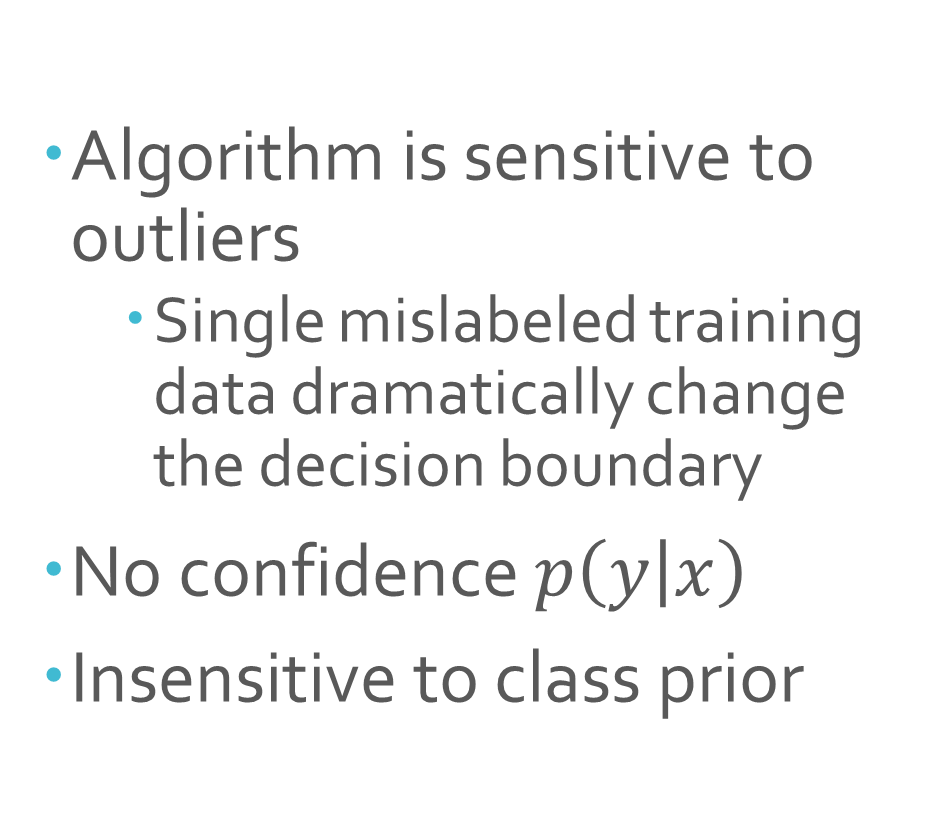 • Algorithm is sensitive to
outliers
• Single mislabeled training
data dramatically change
the decision boundary
• No confidence 𝑝(𝑦|𝑥)
• Insensitive to class prior